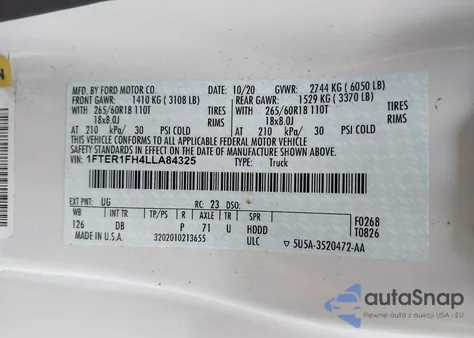 MFD. BY FORD MOTOR CO. 10/20 GVWR: 2744 KG ( 6050 LB)
FRONT GAWR: 1410 KG ( 3108 LB) REAR GAWR: 1529 KG ( 3370 LB)
265/60R18 110T TIRES 265/60R18 110T TIRES
18x8.0J RIMS 18x8.0J RIMS
AT 210 kPa/ 30 PSI COLD AT 210 kPa/ 30 PSI COLD
THIS VEHICLE CONFORMS TO ALL APPLICABLE FEDERAL MOTOR VEHICLE
SAFETY STANDARDS IN EFFECT ON THE DATE OF MANUFACTURE SHOWN ABOVE.
VIN: 1FTER1FH4LLA84325 TYPE: Truck
EXT PNT: UG RC: 23 DSO:
WB INT TR TP/PS R AXLE TR SPR
126 DB P 71 U HDDD
MADE IN U.S.A. 3202010213655 ULC
F0268
T0826
5U5A-3520472-AA
autoSnap
Auctions | USA | EU